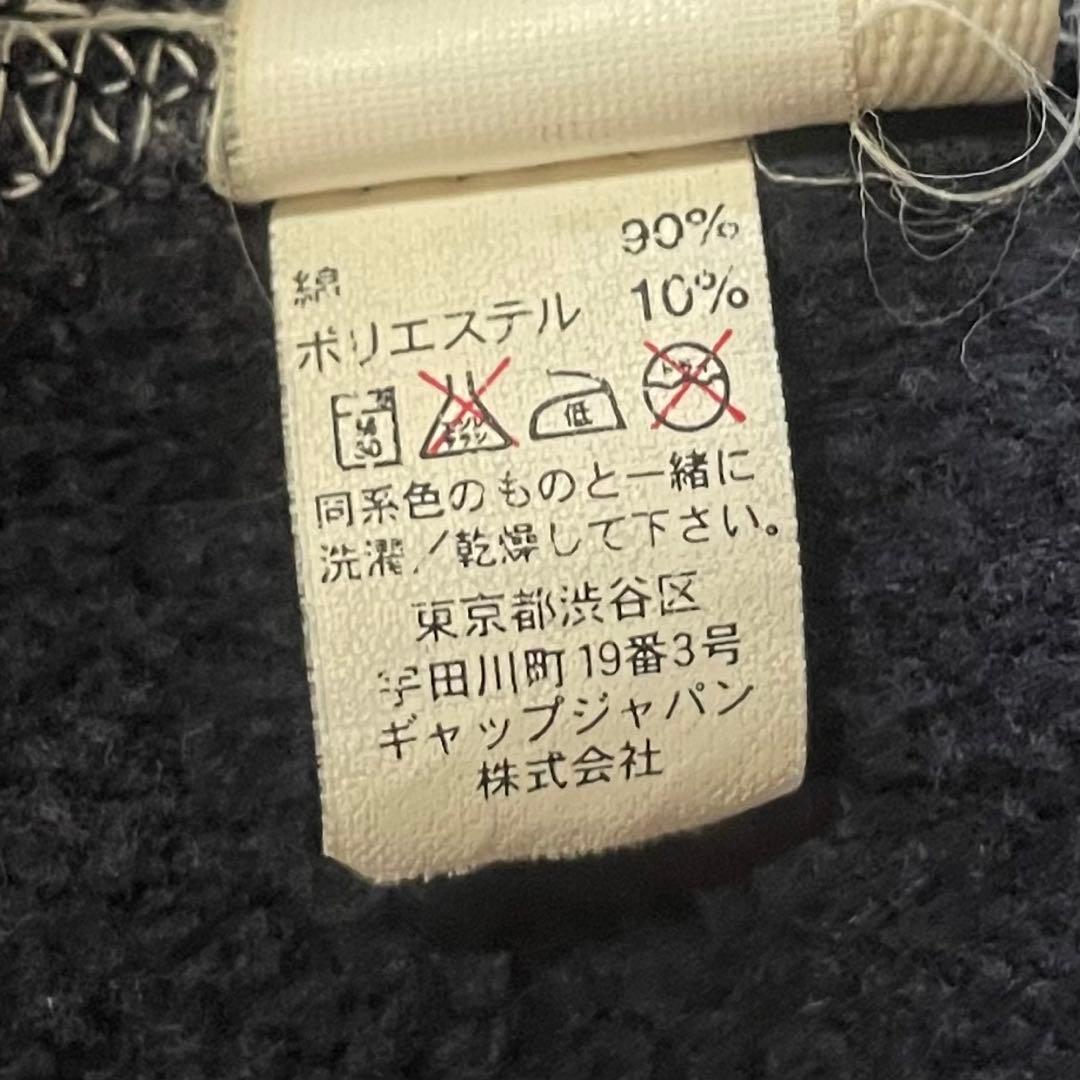 綿 90%
ポリエステル 10%
低
同系色のものと一緒に
洗濯/乾燥して下さい。
東京都渋谷区
宇田川町19番3号
ギャップジャパン
株式会社